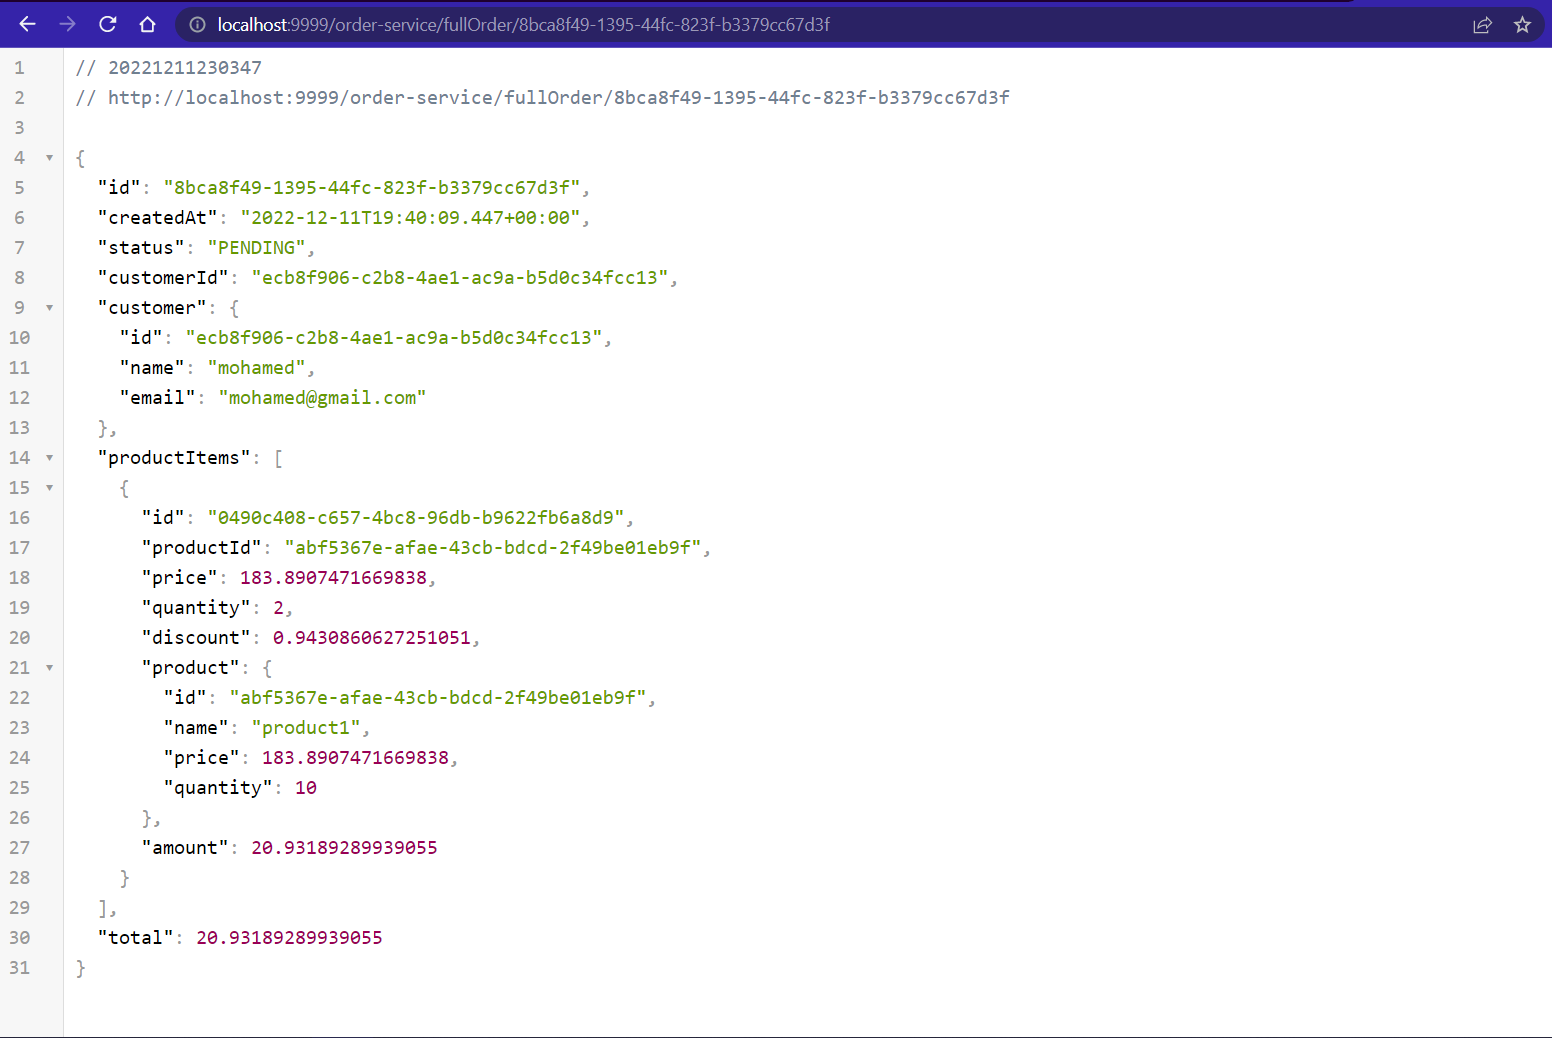 localhost:9999/order-service/fullOrder/8bca8f49-1395-44fc-823f-b3379cc67d3f
1 // 20221211230347
2 // http://localhost:9999/order-service/fullOrder/8bca8f49-1395-44fc-823f-b3379cc67d3f
3
4 {
5 "id": "8bca8f49-1395-44fc-823f-b3379cc67d3f",
6 "createdAt": "2022-12-11T19:40:09.447+00:00",
7 "status": "PENDING",
8 "customerId": "ecb8f906-c2b8-4ae1-ac9a-b5d0c34fcc13",
9 "customer": {
10 "id": "ecb8f906-c2b8-4ae1-ac9a-b5d0c34fcc13",
11 "name": "mohamed",
12 "email": "mohamed@gmail.com"
13 },
14 "productItems": [
15 {
16 "id": "0490c408-c657-4bc8-96db-b9622fb6a8d9",
17 "productId": "abf5367e-afae-43cb-bdcd-2f49be01eb9f",
18 "price": 183.8907471669838,
19 "quantity": 2,
20 "discount": 0.9430860627251051,
21 "product": {
22 "id": "abf5367e-afae-43cb-bdcd-2f49be01eb9f",
23 "name": "product1",
24 "price": 183.8907471669838,
25 "quantity": 10
26 },
27 "amount": 20.93189289939055
28 }
29 ],
30 "total": 20.93189289939055
31 }